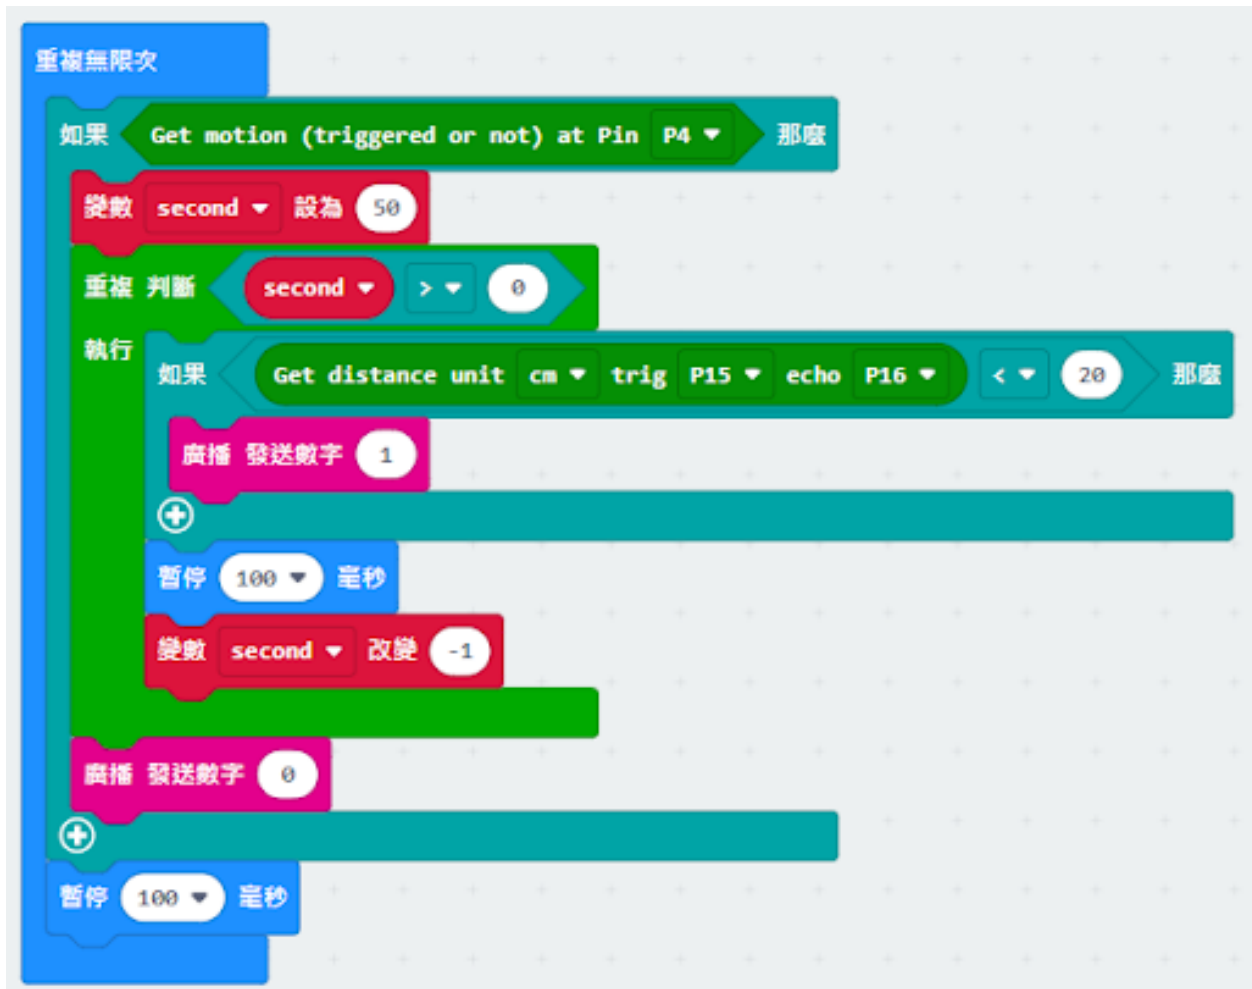 重複無限次
如果 Get motion (triggered or not) at Pin P4 那麼
變數 second 設為 50
重複 判斷 second > 0
執行
如果 Get distance unit cm trig P15 echo P16 < 20 那麼
廣播 發送數字 1
暫停 100 毫秒
變數 second 改變 -1
廣播 發送數字 0
暫停 100 毫秒